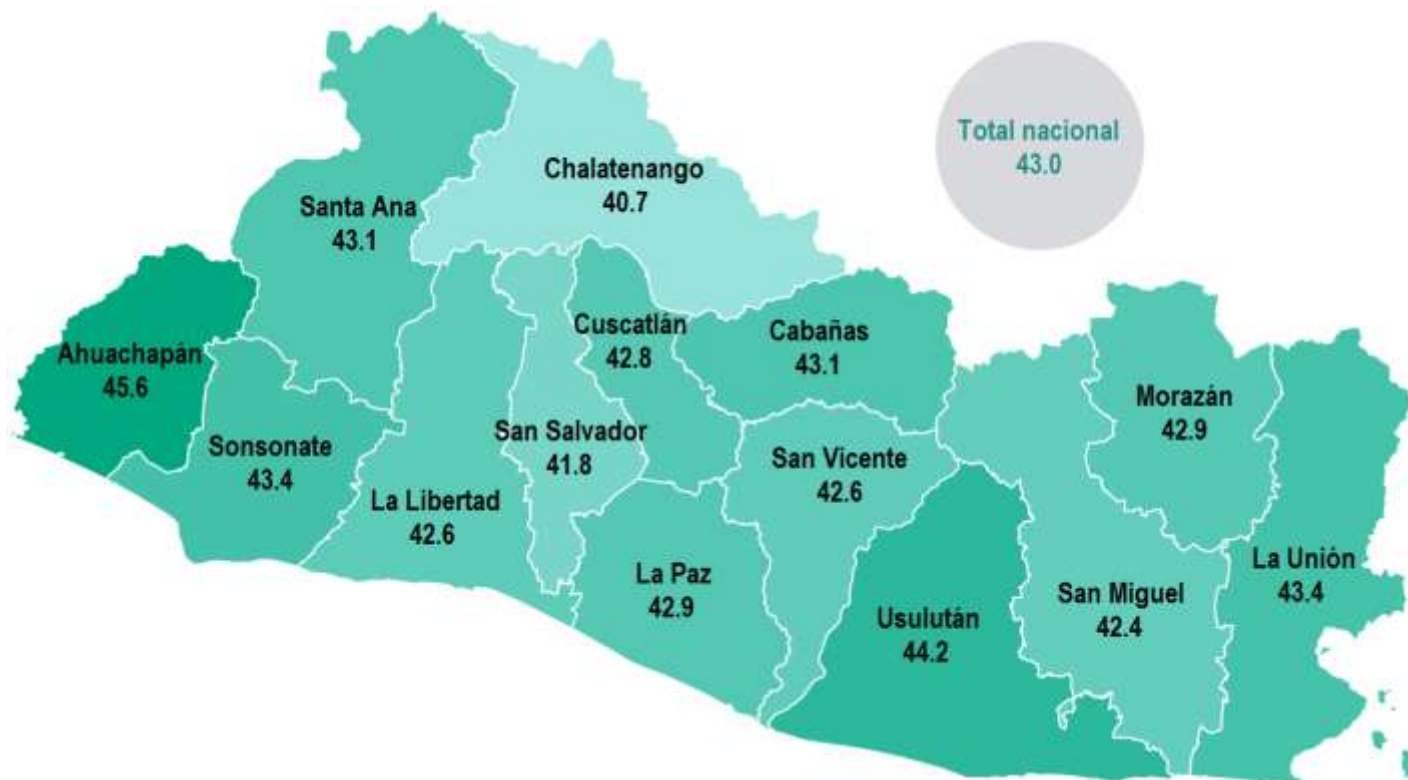 Total nacional
43.0
Chalatenango
40.7
Santa Ana
43.1
Ahuachapán
45.6
Sonsonate
43.4
La Libertad
42.6
San Salvador
41.8
Cuscatlán
42.8
Cabañas
43.1
San Vicente
42.6
La Paz
42.9
Usulután
44.2
San Miguel
42.4
Morazán
42.9
La Unión
43.4